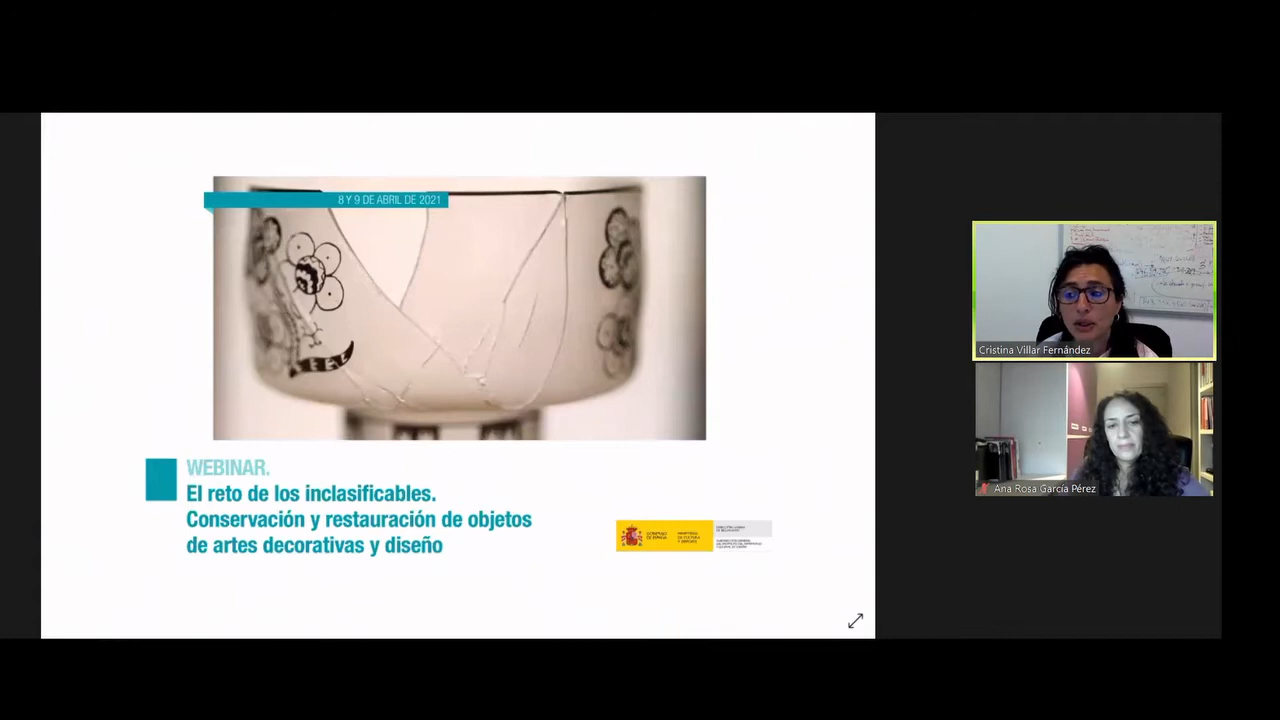 8 Y 9 DE ABRIL DE 2021
WEBINAR.
El reto de los inclasificables.
Conservación y restauración de objetos
de artes decorativas y diseño
GOBIERNO
DE ESPAÑA
MINISTERIO
DE CULTURA
Y DEPORTE
Cristina Villar Fernández
Ana Rosa García Pérez